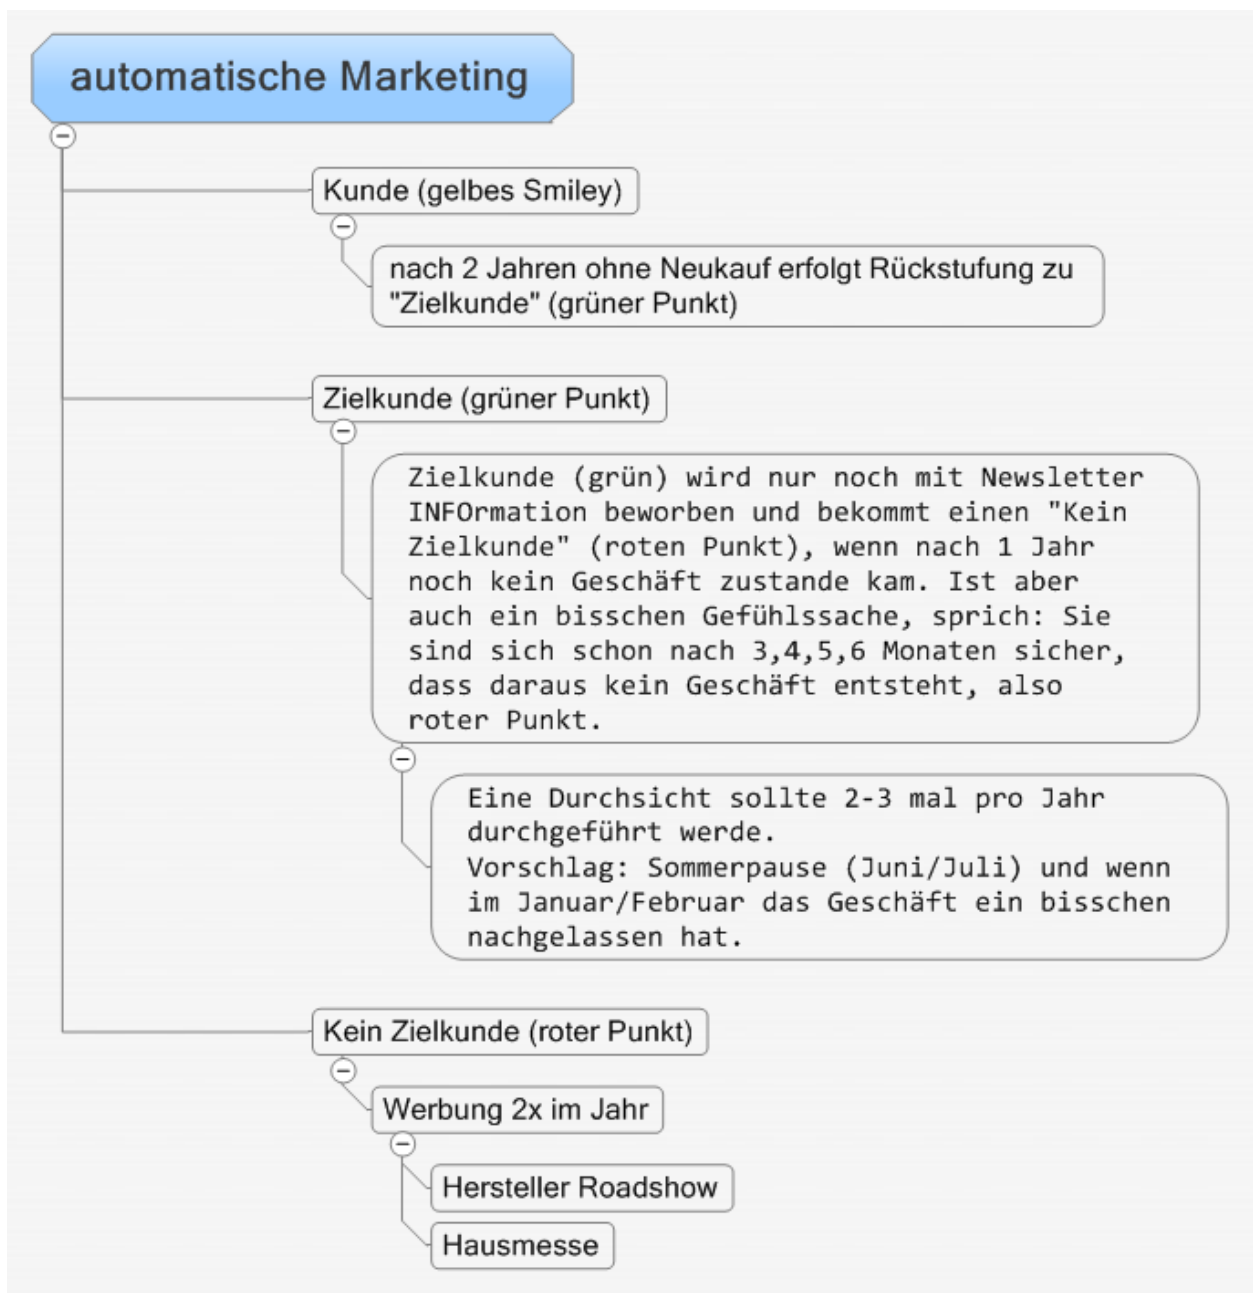 automatische Marketing
Kunde (gelbes Smiley)
nach 2 Jahren ohne Neukauf erfolgt Rückstufung zu
"Zielkunde" (grüner Punkt)
Zielkunde (grüner Punkt)
Zielkunde (grün) wird nur noch mit Newsletter
INFOrmation beworben und bekommt einen "Kein
Zielkunde" (roten Punkt), wenn nach 1 Jahr
noch kein Geschäft zustande kam. Ist aber
auch ein bisschen Gefühlssache, sprich: Sie
sind sich schon nach 3,4,5,6 Monaten sicher,
dass daraus kein Geschäft entsteht, also
roter Punkt.
Eine Durchsicht sollte 2-3 mal pro Jahr
durchgeführt werde.
Vorschlag: Sommerpause (Juni/Juli) und wenn
im Januar/Februar das Geschäft ein bisschen
nachgelassen hat.
Kein Zielkunde (roter Punkt)
Werbung 2x im Jahr
Hersteller Roadshow
Hausmesse